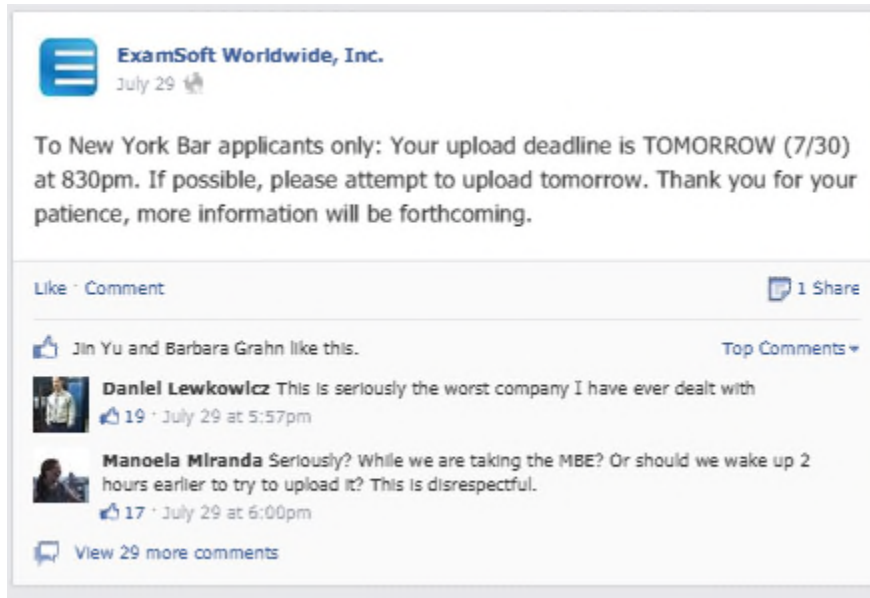 ExamSoft Worldwide, Inc.
July 29
To New York Bar applicants only: Your upload deadline is TOMORROW (7/30)
at 830pm. If possible, please attempt to upload tomorrow. Thank you for your
patience, more information will be forthcoming.
Like · Comment
1 Share
Jin Yu and Barbara Grahn like this.
Top Comments
Daniel Lewkowicz This is seriously the worst company I have ever dealt with
19 · July 29 at 5:57pm
Manoela Miranda Seriously? While we are taking the MBE? Or should we wake up 2
hours earlier to try to upload it? This is disrespectful.
17 · July 29 at 6:00pm
View 29 more comments